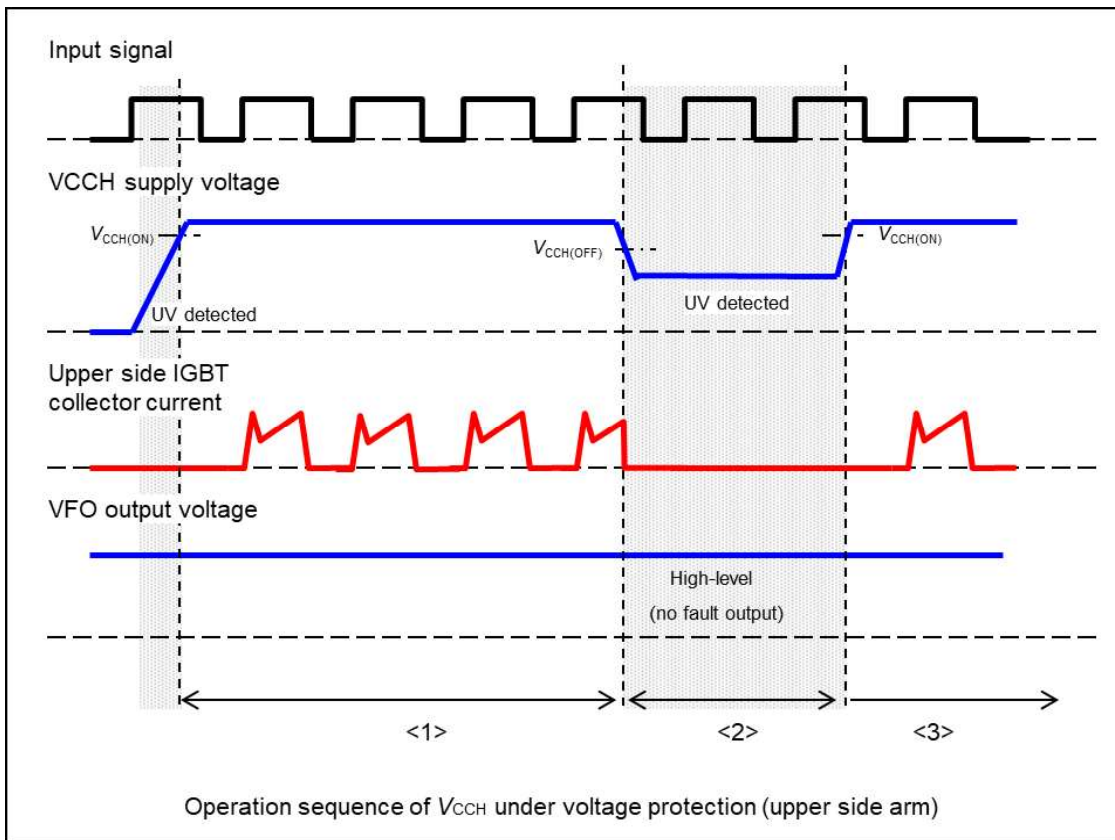 Input signal
VCCH supply voltage
VCCH(ON)
VCCH(OFF)
VCCH(ON)
UV detected
UV detected
Upper side IGBT
collector current
VFO output voltage
High-level
(no fault output)
<1>
<2>
<3>
Operation sequence of VCCH under voltage protection (upper side arm)